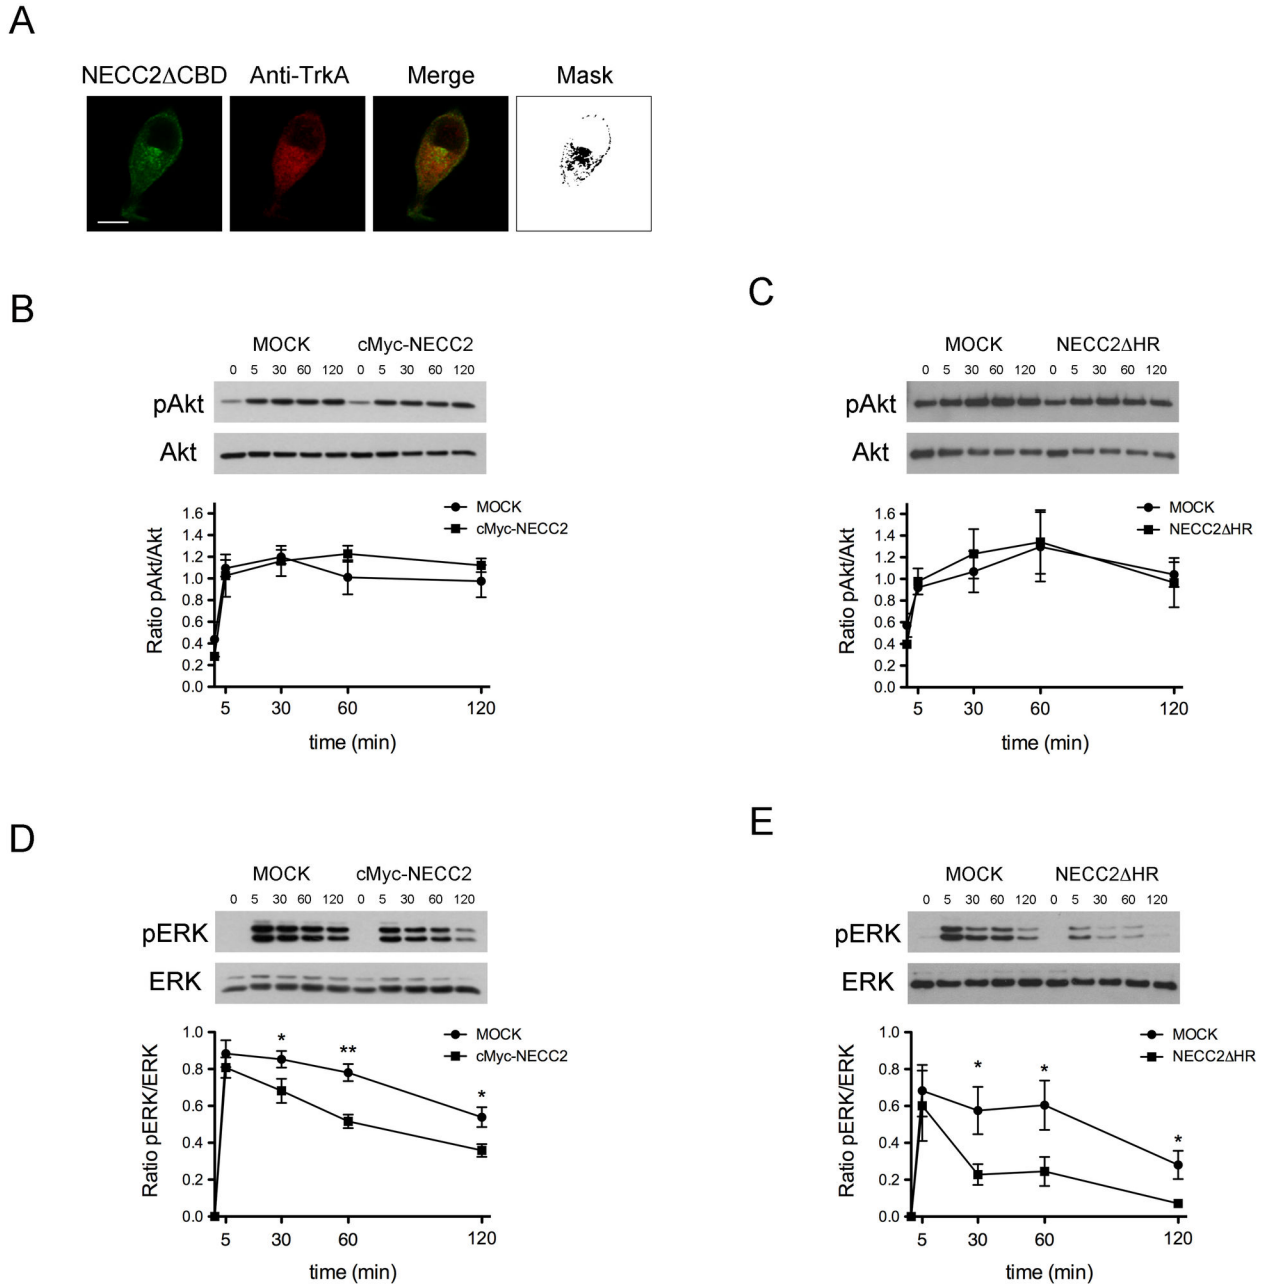 A
NECC2ΔCBD Anti-TrkA Merge Mask
B
MOCK cMyc-NECC2
0 5 30 60 120 0 5 30 60 120
pAkt
Akt
MOCK
cMyc-NECC2
Ratio pAkt/Akt
1.6
1.4
1.2
1.0
0.8
0.6
0.4
0.2
0.0
5 30 60 120
time (min)
C
MOCK NECC2ΔHR
0 5 30 60 120 0 5 30 60 120
pAkt
Akt
MOCK
NECC2ΔHR
Ratio pAkt/Akt
1.6
1.4
1.2
1.0
0.8
0.6
0.4
0.2
0.0
5 30 60 120
time (min)
D
MOCK cMyc-NECC2
0 5 30 60 120 0 5 30 60 120
pERK
ERK
MOCK
cMyc-NECC2
Ratio pERK/ERK
1.0
0.8
0.6
0.4
0.2
0.0
* ** *
5 30 60 120
time (min)
E
MOCK NECC2ΔHR
0 5 30 60 120 0 5 30 60 120
pERK
ERK
MOCK
NECC2ΔHR
Ratio pERK/ERK
1.0
0.8
0.6
0.4
0.2
0.0
* * *
5 30 60 120
time (min)